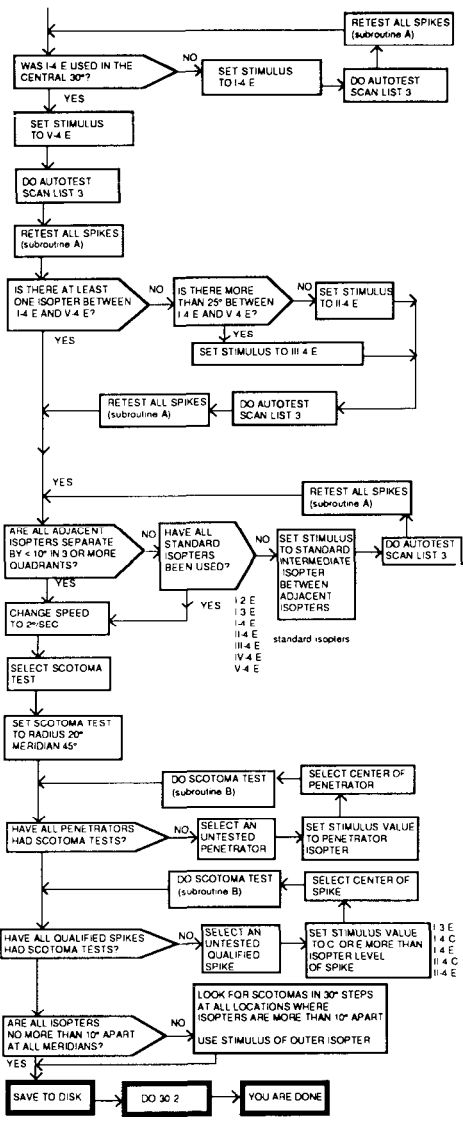 RETEST ALL SPIKES
(subroutine A)
WAS I-4 E USED IN THE
CENTRAL 30°?
NO
SET STIMULUS
TO I-4 E
DO AUTOTEST
SCAN LIST 3
YES
SET STIMULUS
TO V-4 E
DO AUTOTEST
SCAN LIST 3
RETEST ALL SPIKES
(subroutine A)
IS THERE AT LEAST
ONE ISOPTER BETWEEN
I-4 E AND V-4 E?
NO
IS THERE MORE
THAN 25° BETWEEN
I 4 E AND V 4 E?
NO
SET STIMULUS
TO II-4 E
YES
YES
SET STIMULUS TO III 4 E
RETEST ALL SPIKES
(subroutine A)
DO AUTOTEST
SCAN LIST 3
YES
RETEST ALL SPIKES
(subroutine A)
ARE ALL ADJACENT
ISOPTERS SEPARATE
BY < 10° IN 3 OR MORE
QUADRANTS?
NO
HAVE ALL
STANDARD
ISOPTERS
BEEN USED?
NO
SET STIMULUS
TO STANDARD
INTERMEDIATE
ISOPTER
BETWEEN
ADJACENT
ISOPTERS
DO AUTOTEST
SCAN LIST 3
YES
YES
CHANGE SPEED
TO 2°/SEC
I 2 E
I 3 E
I-4 E
II-4 E
III-4 E
IV-4 E
V-4 E
standard isopters
SELECT SCOTOMA
TEST
SET SCOTOMA TEST
TO RADIUS 20°
MERIDIAN 45°
DO SCOTOMA TEST
(subroutine B)
SELECT CENTER OF
PENETRATOR
HAVE ALL PENETRATORS
HAD SCOTOMA TESTS?
NO
SELECT AN
UNTESTED
PENETRATOR
SET STIMULUS VALUE
TO PENETRATOR
ISOPTER
DO SCOTOMA TEST
(subroutine B)
SELECT CENTER OF
SPIKE
HAVE ALL QUALIFIED SPIKES
HAD SCOTOMA TESTS?
NO
SELECT AN
UNTESTED
QUALIFIED
SPIKE
SET STIMULUS VALUE
TO C OR E MORE THAN
ISOPTER LEVEL
OF SPIKE
I 3 E
I 4 C
I 4 E
II 4 C
II-4 E
ARE ALL ISOPTERS
NO MORE THAN 10° APART
AT ALL MERIDIANS?
NO
LOOK FOR SCOTOMAS IN 30° STEPS
AT ALL LOCATIONS WHERE
ISOPTERS ARE MORE THAN 10° APART
USE STIMULUS OF OUTER ISOPTER
YES
SAVE TO DISK
DO 30 2
YOU ARE DONE